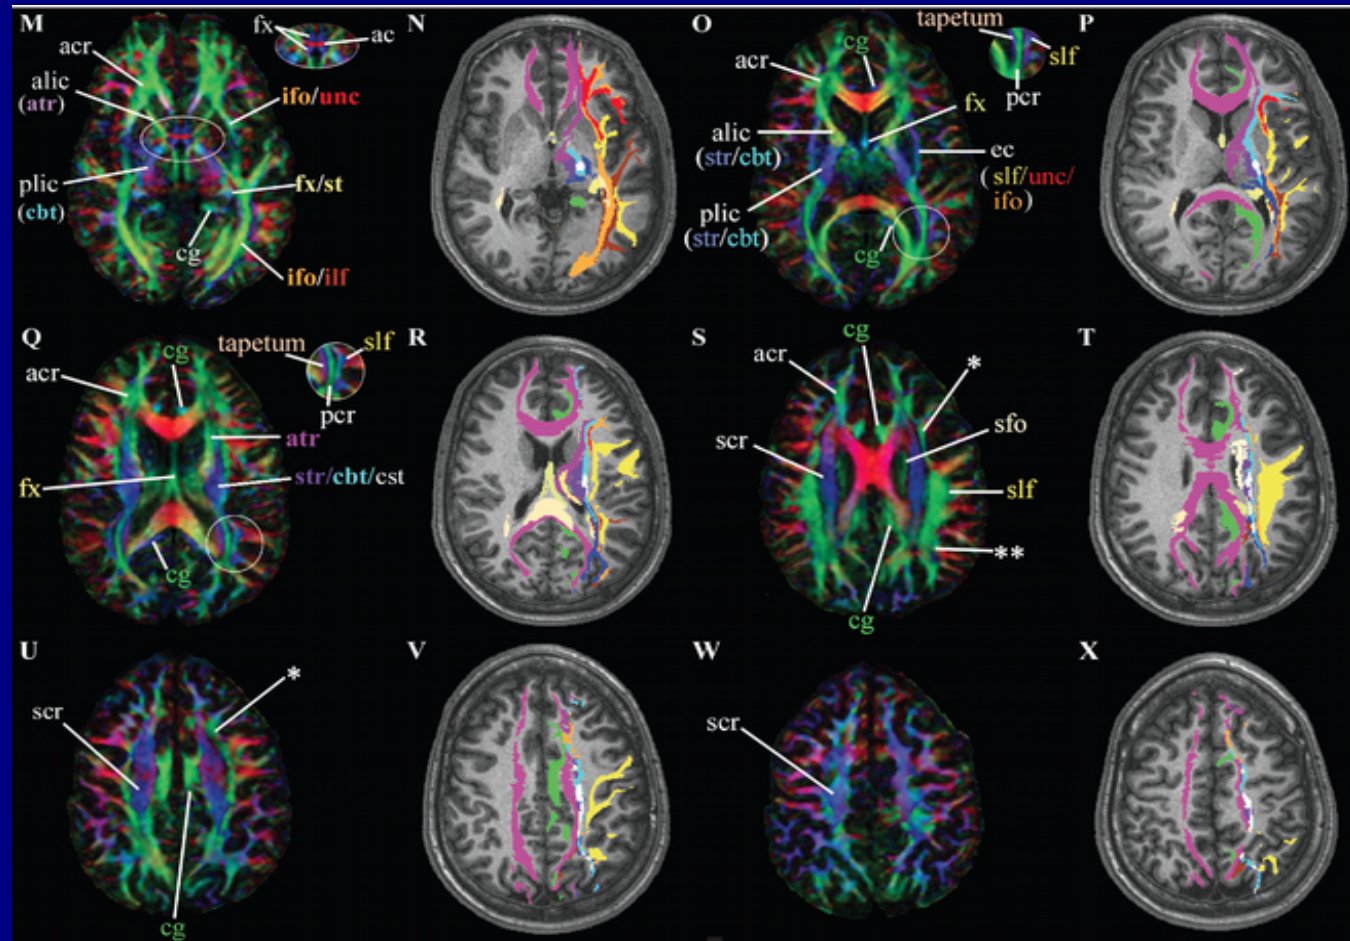 M
fx
ac
acr
alic
(atr)
ifo/unc
plic
(cbt)
fx/st
cg
ifo/ilf
N
O
tapetum
cg
slf
acr
pcr
fx
alic
(str/cbt)
ec
(slf/unc/
ifo)
plic
(str/cbt)
cg
P
Q
tapetum
slf
cg
acr
pcr
atr
fx
str/cbt/cst
cg
R
S
cg
acr
*
sfo
scr
slf
**
cg
T
U
*
scr
cg
V
W
scr
X